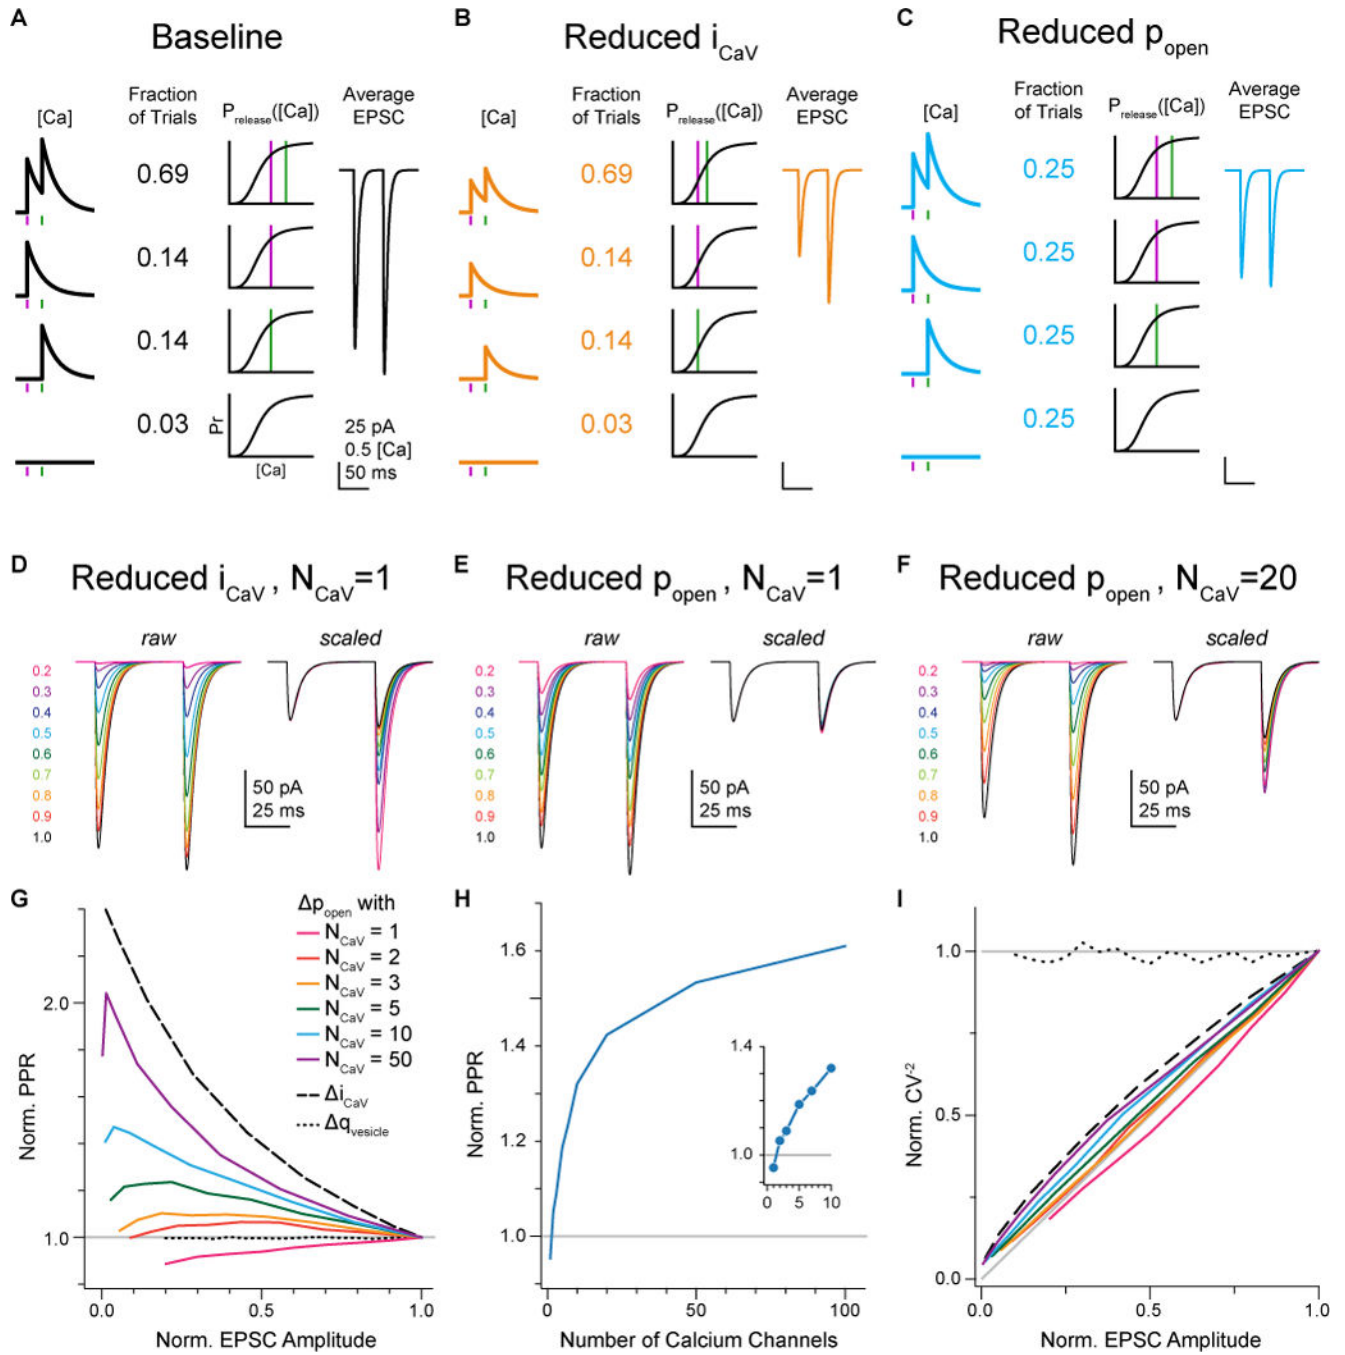 A
Baseline
[Ca]
Fraction
of Trials
Prelease([Ca])
Average
EPSC
0.69
0.14
0.14
0.03
Pr
[Ca]
25 pA
0.5 [Ca]
50 ms
B
Reduced iCaV
[Ca]
Fraction
of Trials
Prelease([Ca])
Average
EPSC
0.69
0.14
0.14
0.03
C
Reduced popen
[Ca]
Fraction
of Trials
Prelease([Ca])
Average
EPSC
0.25
0.25
0.25
0.25
D
Reduced iCaV, NCaV=1
raw
scaled
0.2
0.3
0.4
0.5
0.6
0.7
0.8
0.9
1.0
50 pA
25 ms
E
Reduced popen, NCaV=1
raw
scaled
0.2
0.3
0.4
0.5
0.6
0.7
0.8
0.9
1.0
50 pA
25 ms
F
Reduced popen, NCaV=20
raw
scaled
0.2
0.3
0.4
0.5
0.6
0.7
0.8
0.9
1.0
50 pA
25 ms
G
Δpopen with
NCaV = 1
NCaV = 2
NCaV = 3
NCaV = 5
NCaV = 10
NCaV = 50
ΔiCaV
Δqvesicle
Norm. PPR
2.0
1.0
0.0
0.5
1.0
Norm. EPSC Amplitude
H
Norm. PPR
1.6
1.4
1.2
1.0
0
50
100
Number of Calcium Channels
1.4
1.0
0
5
10
I
Norm. CV-2
1.0
0.5
0.0
0.0
0.5
1.0
Norm. EPSC Amplitude